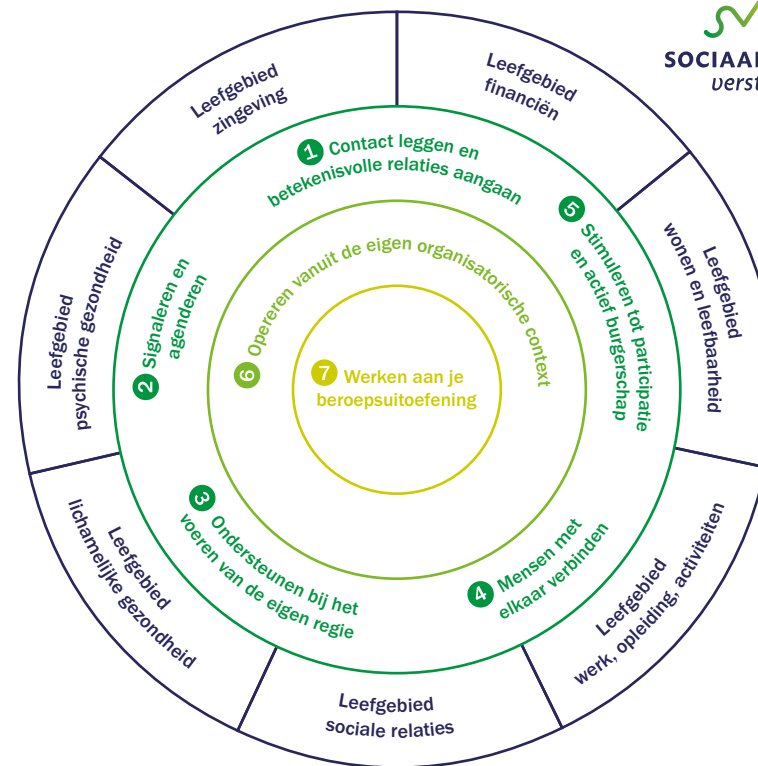 SOCIAAL
verst
Leefgebied
zingeving
Leefgebied
financiën
Leefgebied
wonen en leefbaarheid
Leefgebied
werk, opleiding, activiteiten
Leefgebied
sociale relaties
Leefgebied
lichamelijke gezondheid
Leefgebied
psychische gezondheid
1 Contact leggen en
betekenisvolle relaties aangaan
2 Signaleren en
agenderen
3 Ondersteunen bij het
voeren van de eigen regie
4 Mensen met
elkaar verbinden
5 Stimuleren tot participatie
en actief burgerschap
6 Opereren vanuit de eigen organisatorische context
7 Werken aan je
beroepsuitoefening